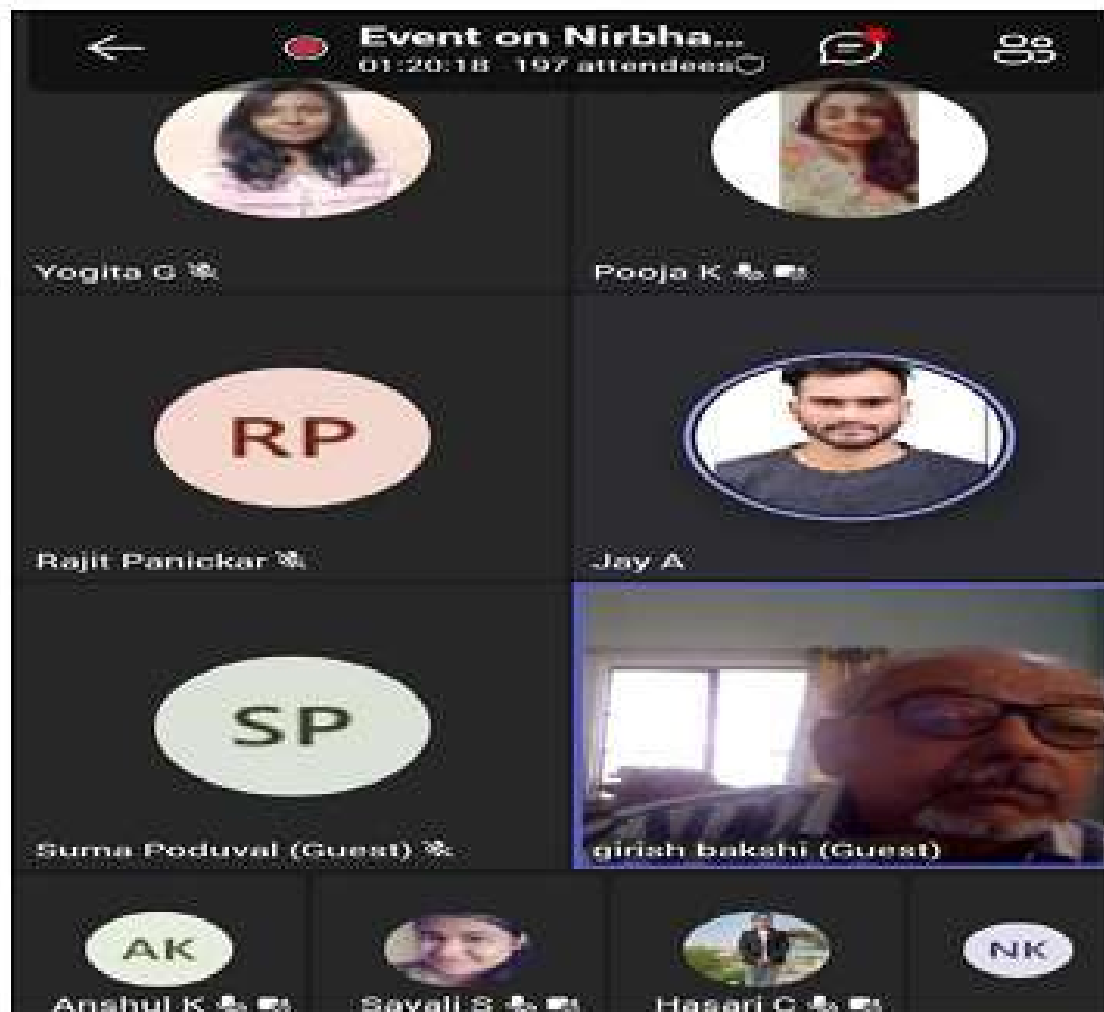 Event on Nirbha...
01:20:18 197 attendees
Yogita G
Pooja K
RP
Rajit Panickar
Jay A
SP
Suma Poduval (Guest)
girish bakshi (Guest)
AK
NK
Anshul K
Sayali S
Hasari C